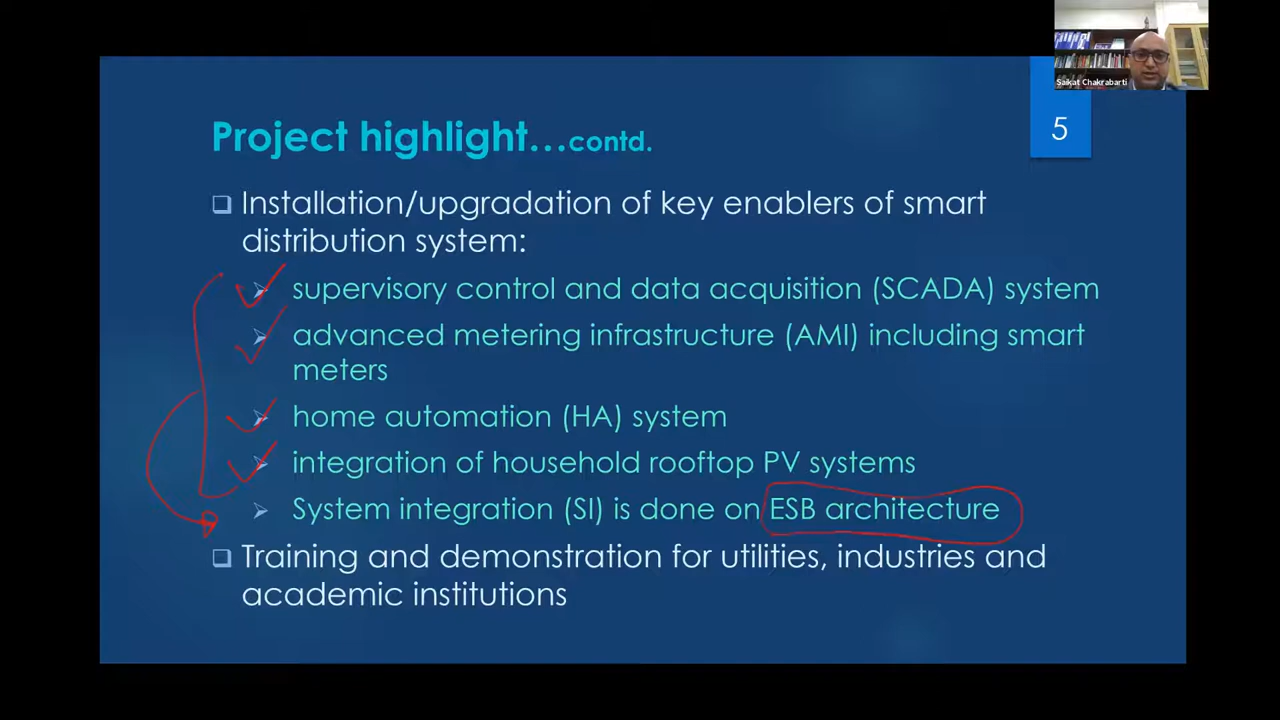 Saikat Chakrabarti
5
Project highlight...contd.
Installation/upgradation of key enablers of smart
distribution system:
supervisory control and data acquisition (SCADA) system
advanced metering infrastructure (AMI) including smart
meters
home automation (HA) system
integration of household rooftop PV systems
System integration (SI) is done on ESB architecture
Training and demonstration for utilities, industries and
academic institutions